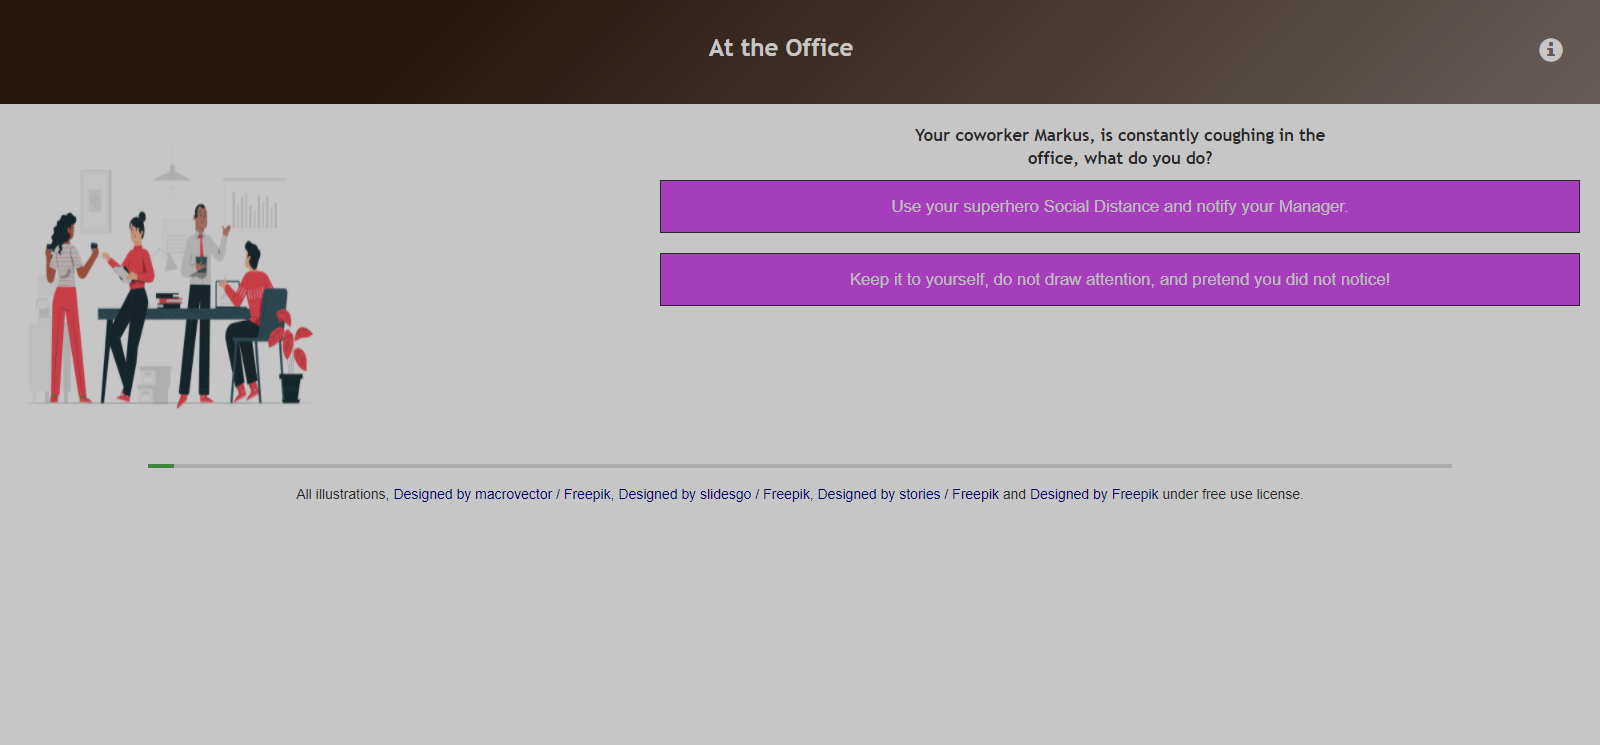 At the Office
Your coworker Markus, is constantly coughing in the
office, what do you do?
Use your superhero Social Distance and notify your Manager.
Keep it to yourself, do not draw attention, and pretend you did not notice!
All illustrations, Designed by macrovector / Freepik, Designed by slidesgo / Freepik, Designed by stories / Freepik and Designed by Freepik under free use license.